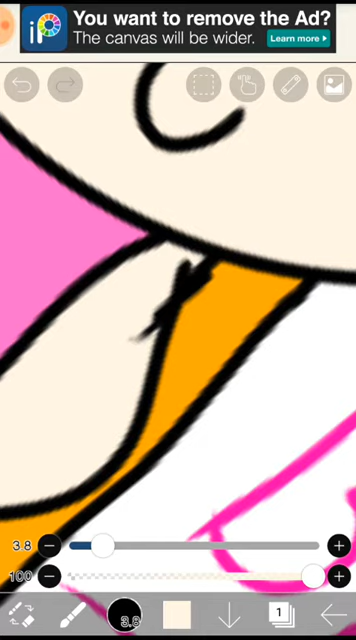 iP
You want to remove the Ad?
The canvas will be wider.
Learn more >
3.8
100
3.8
1